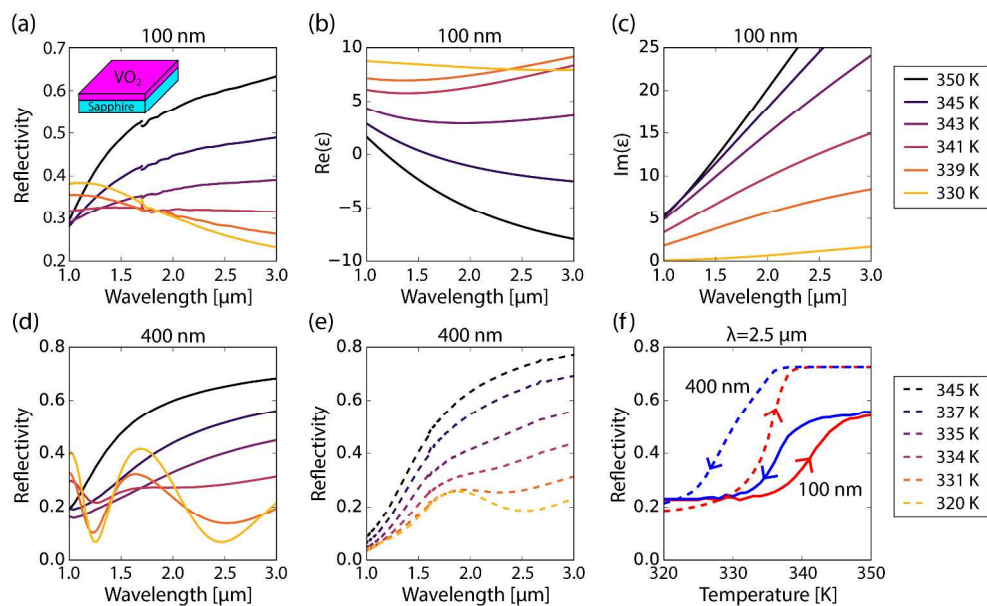 (a) 100 nm
0.7
0.6
0.5
0.4
0.3
0.2
Reflectivity
VO₂
Sapphire
1.0 1.5 2.0 2.5 3.0
Wavelength [μm]
(b) 100 nm
10
5
0
−5
−10
Re(ε)
1.0 1.5 2.0 2.5 3.0
Wavelength [μm]
(c) 100 nm
25
20
15
10
5
0
Im(ε)
1.0 1.5 2.0 2.5 3.0
Wavelength [μm]
350 K
345 K
343 K
341 K
339 K
330 K
(d) 400 nm
0.8
0.6
0.4
0.2
0.0
Reflectivity
1.0 1.5 2.0 2.5 3.0
Wavelength [μm]
(e) 400 nm
0.8
0.6
0.4
0.2
0.0
Reflectivity
1.0 1.5 2.0 2.5 3.0
Wavelength [μm]
(f) λ=2.5 μm
0.8
0.6
0.4
0.2
0.0
Reflectivity
400 nm
100 nm
320 330 340 350
Temperature [K]
345 K
337 K
335 K
334 K
331 K
320 K